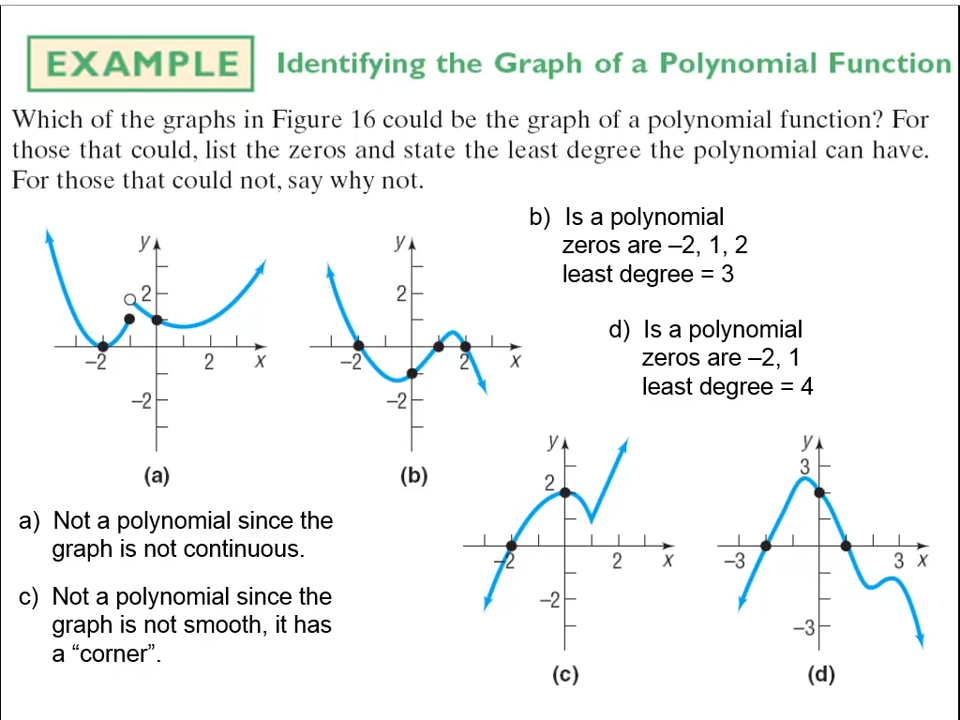 EXAMPLE Identifying the Graph of a Polynomial Function
Which of the graphs in Figure 16 could be the graph of a polynomial function? For
those that could, list the zeros and state the least degree the polynomial can have.
For those that could not, say why not.
b) Is a polynomial
zeros are –2, 1, 2
least degree = 3
d) Is a polynomial
zeros are –2, 1
least degree = 4
y
2
–2 2 x
–2
(a)
y
2
–2 2 x
–2
(b)
a) Not a polynomial since the
graph is not continuous.
c) Not a polynomial since the
graph is not smooth, it has
a “corner”.
y
2
–2 2 x
–2
(c)
y
3
–3 3 x
–3
(d)